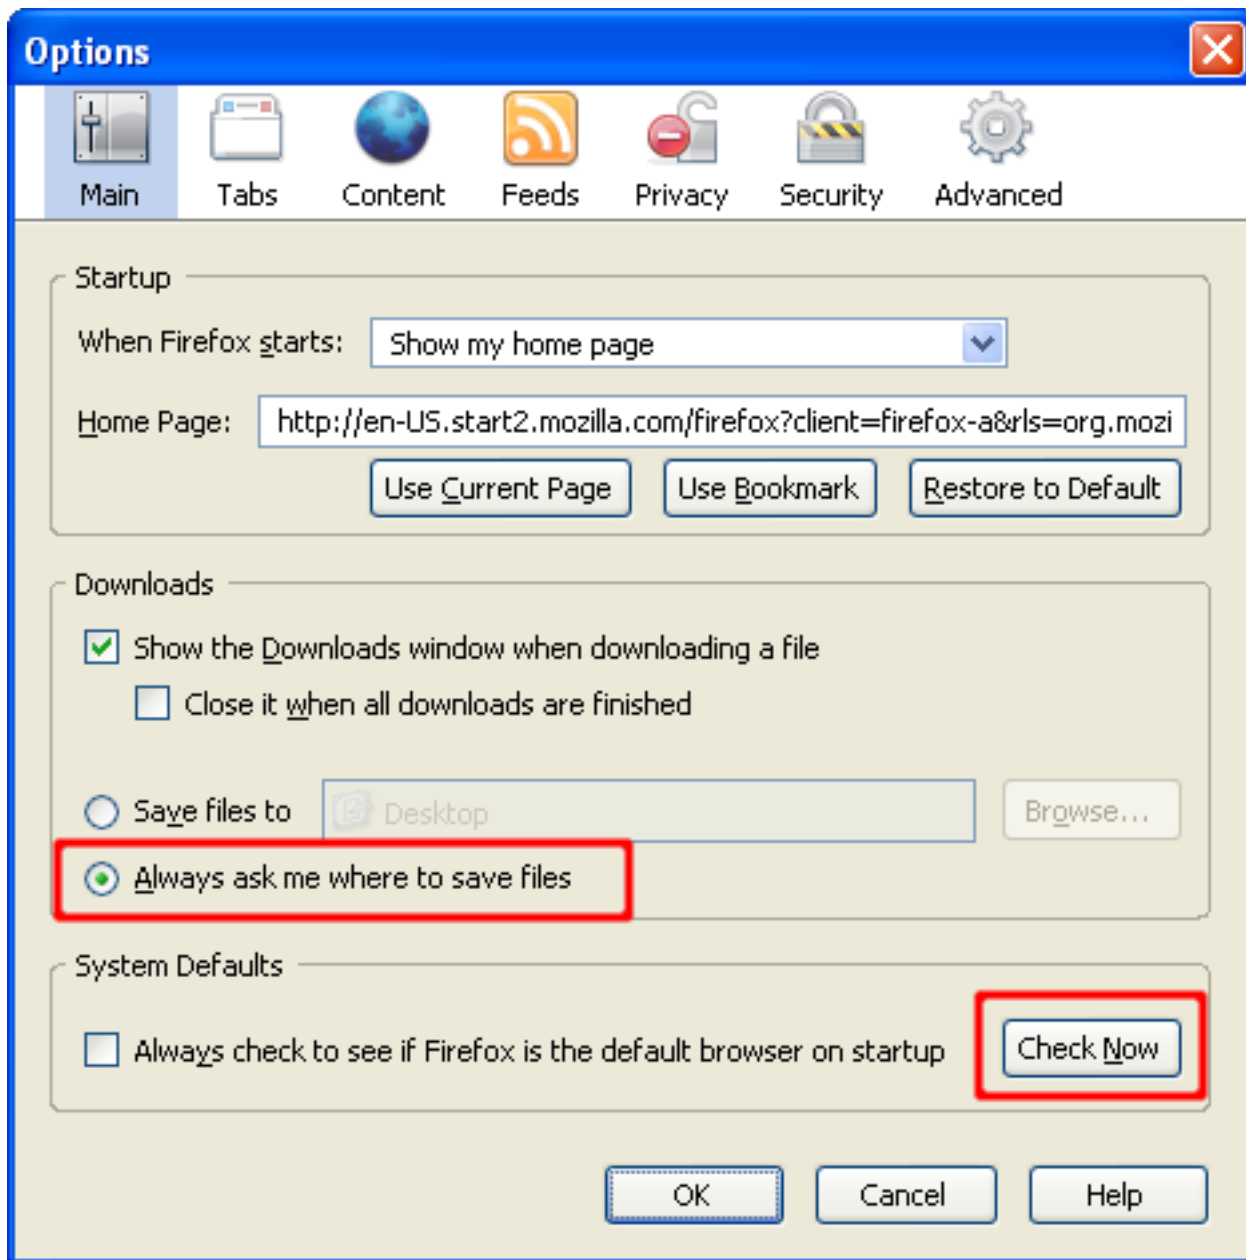 Options
Main Tabs Content Feeds Privacy Security Advanced
Startup
When Firefox starts: Show my home page
Home Page: http://en-US.start2.mozilla.com/firefox?client=firefox-a&rls=org.mozi
Use Current Page Use Bookmark Restore to Default
Downloads
Show the Downloads window when downloading a file
Close it when all downloads are finished
Save files to Desktop Browse...
Always ask me where to save files
System Defaults
Always check to see if Firefox is the default browser on startup Check Now
OK Cancel Help